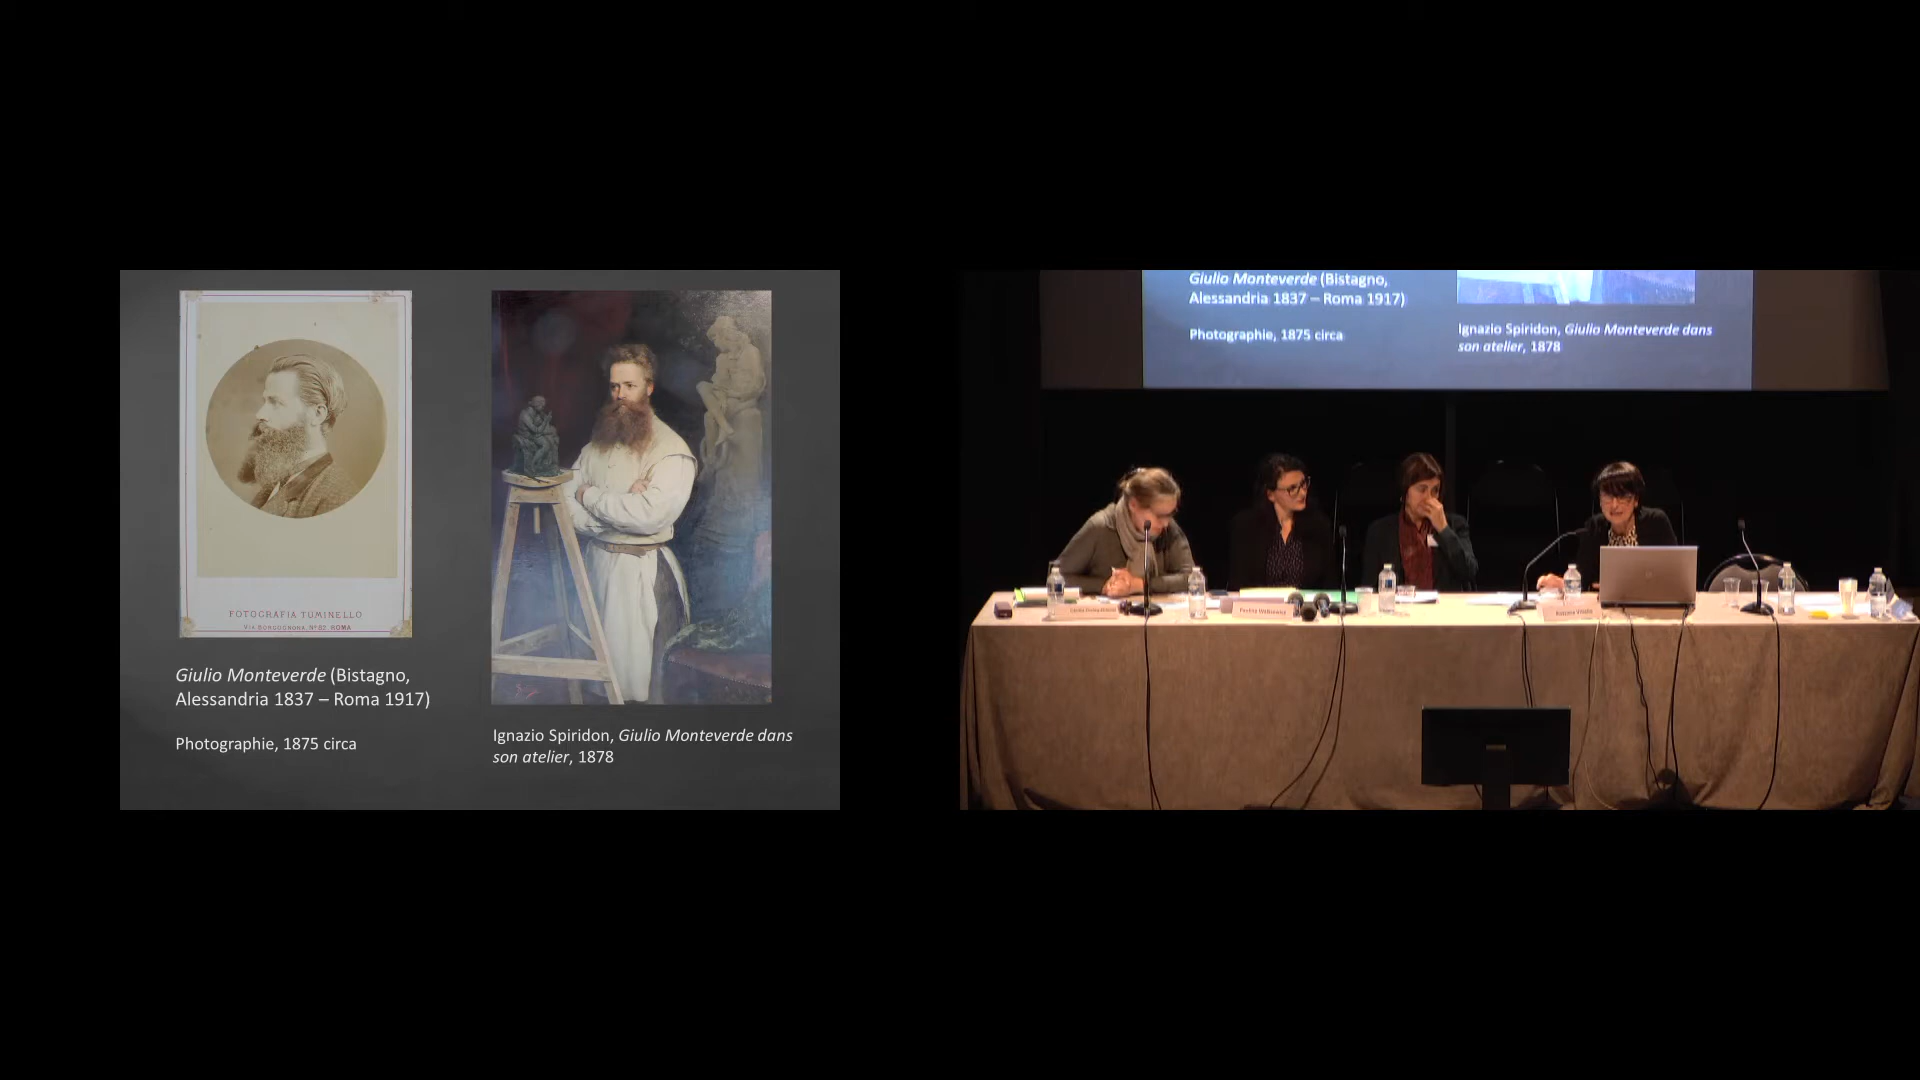 FOTOGRAFIA TUMINELLO
VIA BORGOGNONA, Nº 82 ROMA
Giulio Monteverde (Bistagno,
Alessandria 1837 – Roma 1917)
Photographie, 1875 circa
Ignazio Spiridon, Giulio Monteverde dans
son atelier, 1878
Giulio Monteverde (Bistagno,
Alessandria 1837 – Roma 1917)
Photographie, 1875 circa
Ignazio Spiridon, Giulio Monteverde dans
son atelier, 1878